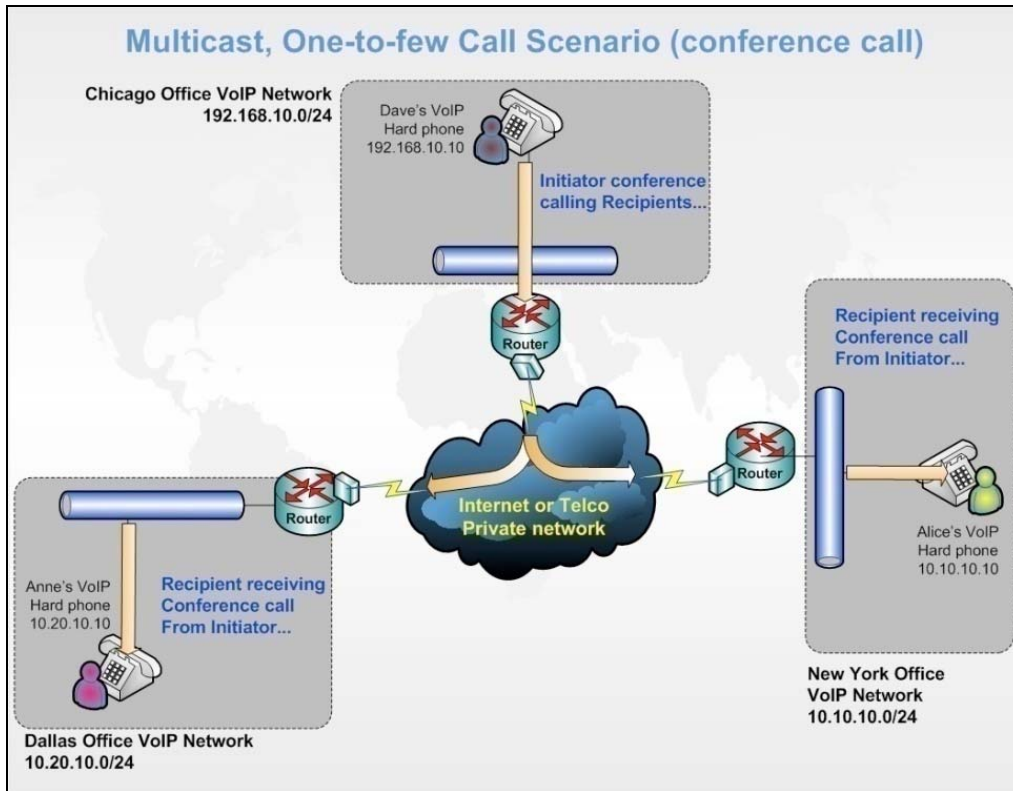 Multicast, One-to-few Call Scenario (conference call)
Chicago Office VoIP Network
192.168.10.0/24
Dave's VoIP
Hard phone
192.168.10.10
Initiator conference
calling Recipients...
Router
Recipient receiving
Conference call
From Initiator...
Router
Alice's VoIP
Hard phone
10.10.10.10
New York Office
VoIP Network
10.10.10.0/24
Internet or Telco
Private network
Router
Anne's VoIP
Hard phone
10.20.10.10
Recipient receiving
Conference call
From Initiator...
Dallas Office VoIP Network
10.20.10.0/24